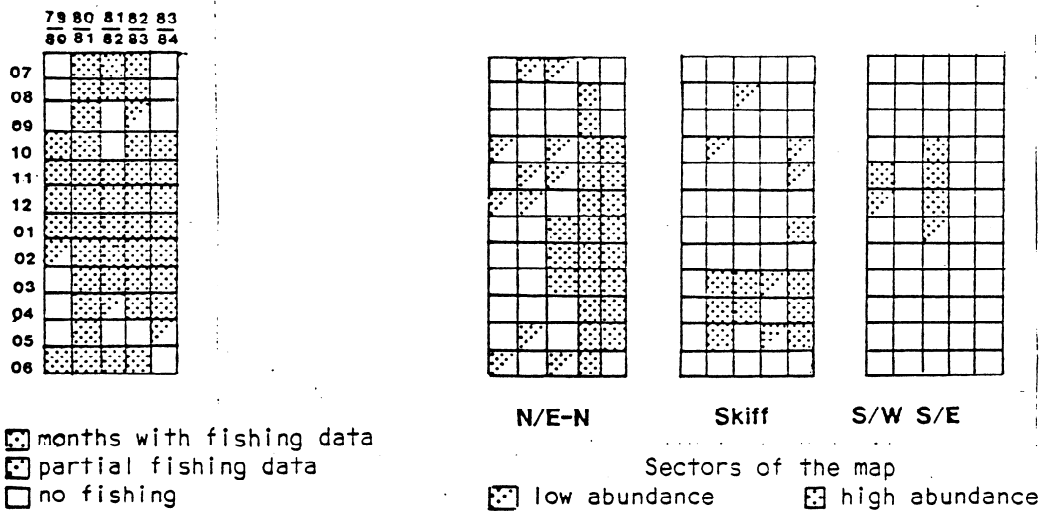 79 80 81 82 83
80 81 82 83 84
07
08
09
10
11
12
01
02
03
04
05
06
N/E-N Skiff S/W S/E
months with fishing data
partial fishing data
no fishing
Sectors of the map
low abundance high abundance